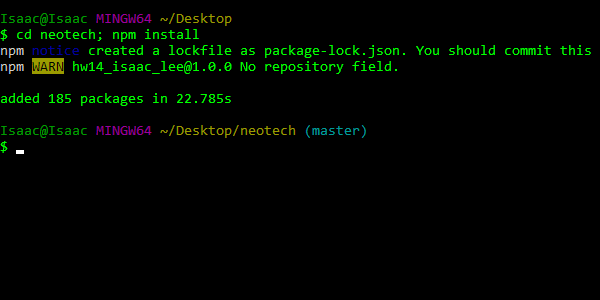 Isaac@Isaac MINGW64 ~/Desktop
$ cd neotech; npm install
npm notice created a lockfile as package-lock.json. You should commit this
npm WARN hw14_isaac_lee@1.0.0 No repository field.
added 185 packages in 22.785s
Isaac@Isaac MINGW64 ~/Desktop/neotech (master)
$